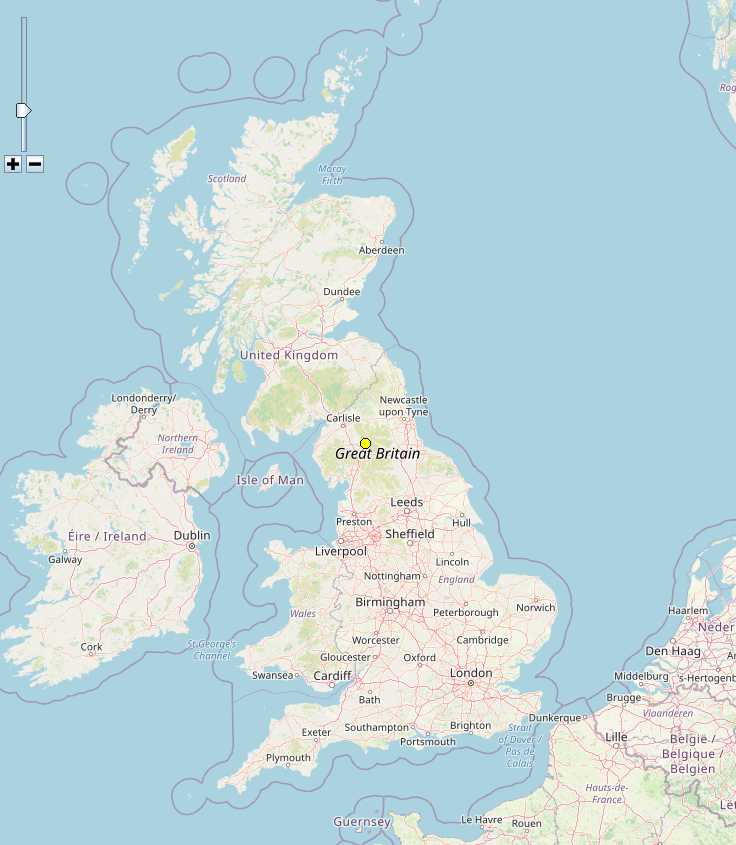 Rog
Moray
Firth
Scotland
Aberdeen
Dundee
United Kingdom
Londonderry/
Derry
Newcastle
upon Tyne
Carlisle
Northern
Ireland
Great Britain
Isle of Man
Leeds
Preston
Hull
Éire / Ireland
Dublin
Sheffield
Liverpool
Galway
Lincoln
Nottingham
England
Birmingham
Peterborough
Norwich
Haarlem
Wales
Neder
Worcester
Cambridge
St George's
Channel
Cork
Den Haag
Gloucester
Oxford
Swansea
Cardiff
London
Middelburg
's-Hertogenb
Bath
Brugge
Vlaanderen
Dunkerque
Exeter
Southampton
Brighton
Portsmouth
Strait
of Dover /
Pas de
Calais
Lille
België /
Belgique /
Belgien
Plymouth
Hauts-de-
France
Guernsey
Le Havre
Rouen